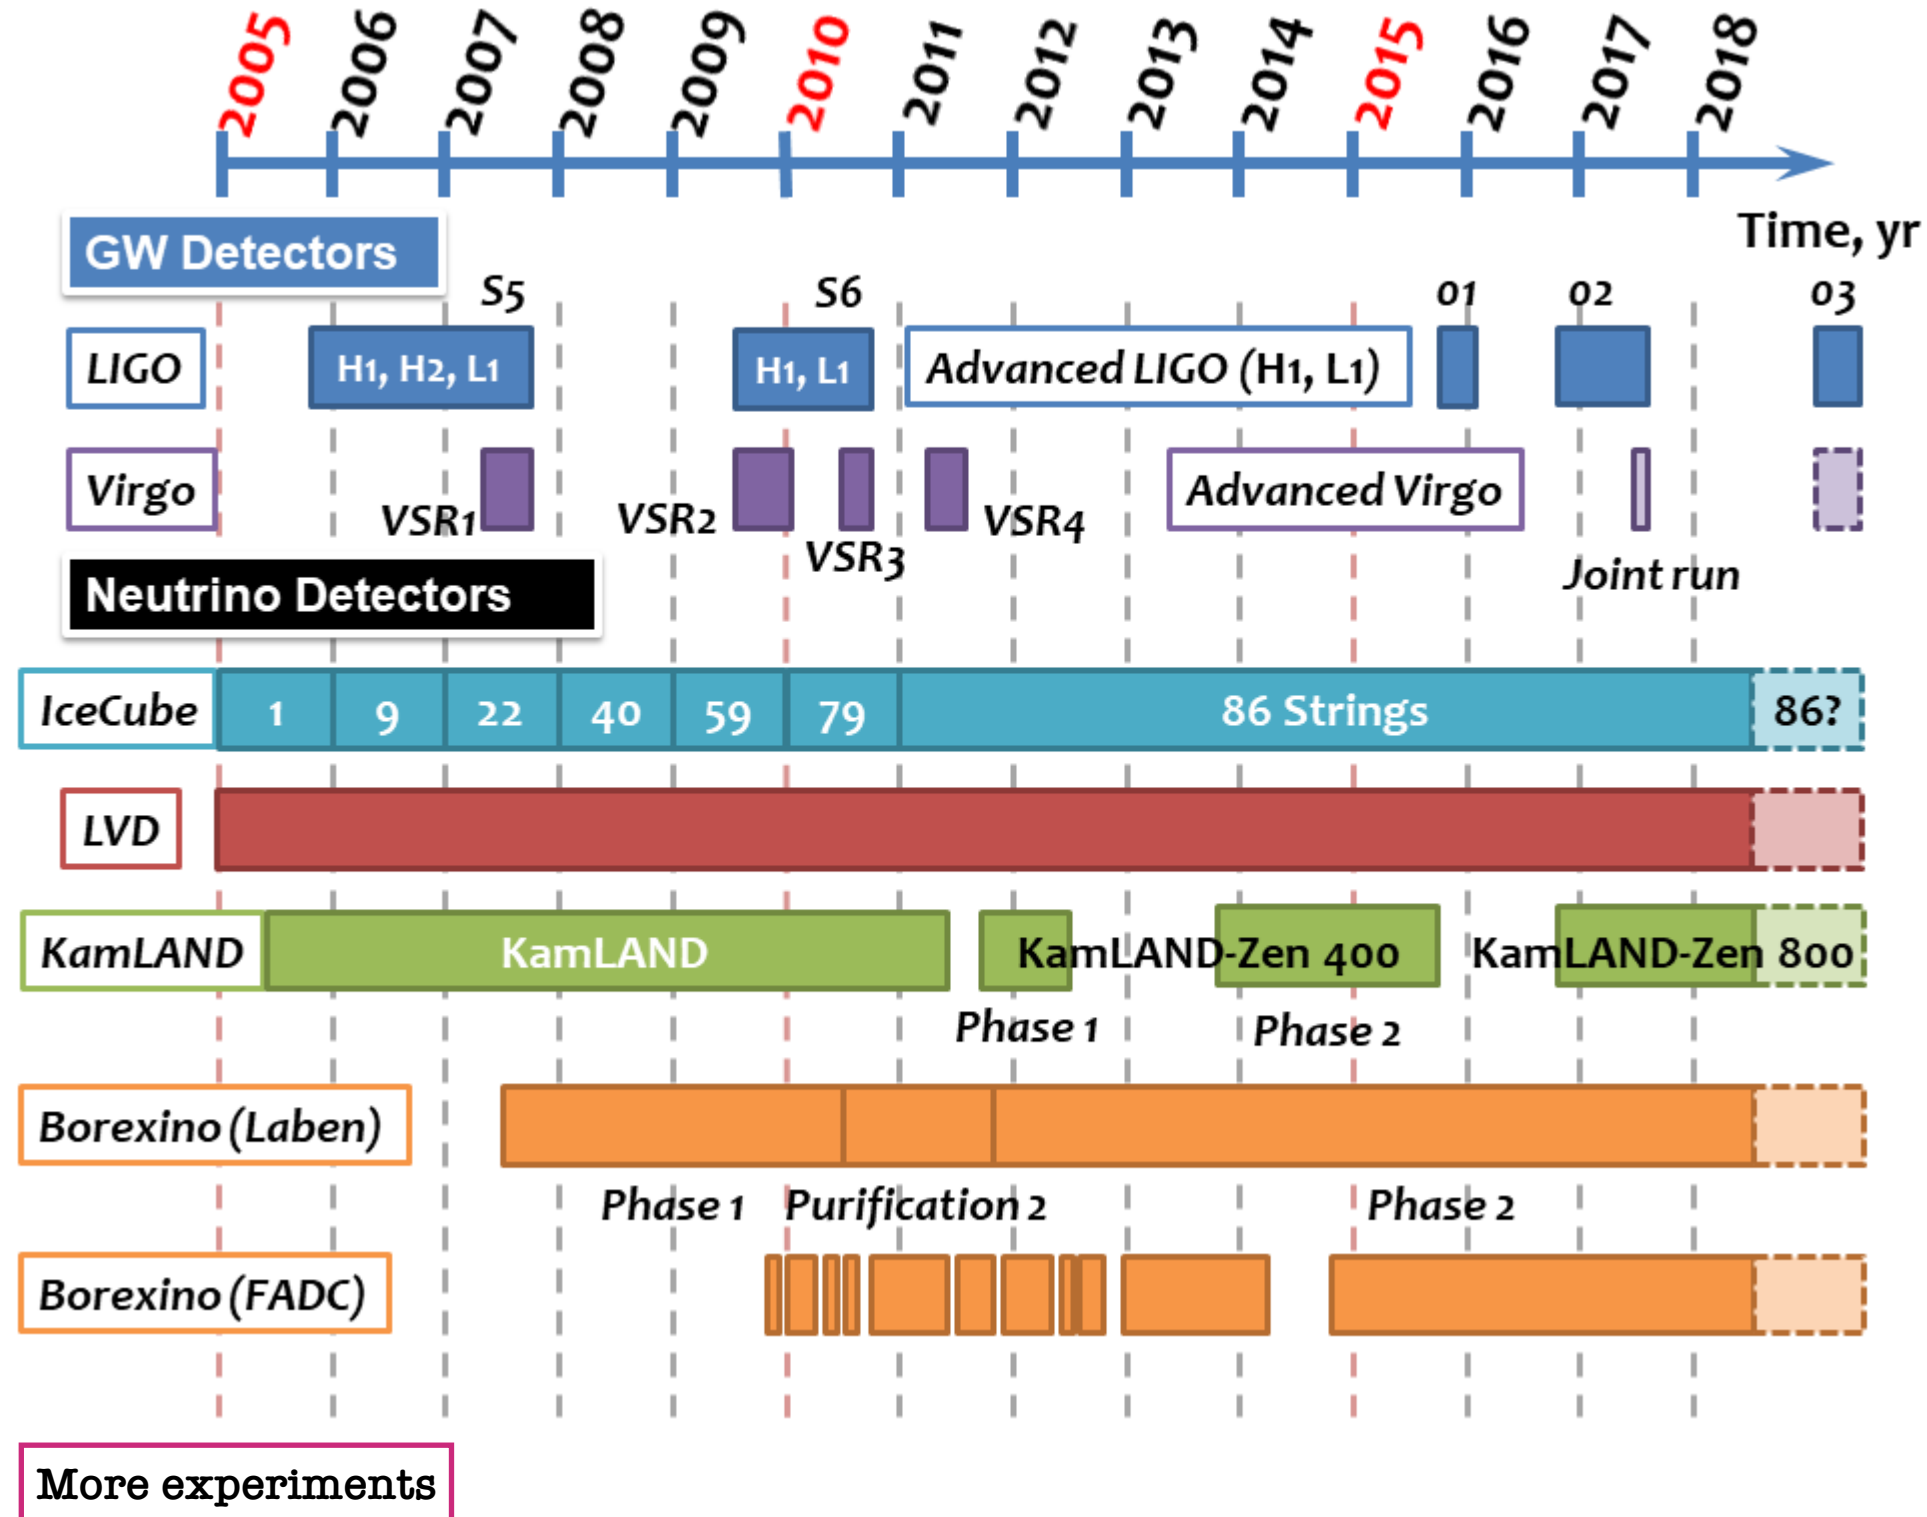 2005 2006 2007 2008 2009 2010 2011 2012 2013 2014 2015 2016 2017 2018
Time, yr
GW Detectors
S5 S6 01 02 03
LIGO H1, H2, L1 H1, L1 Advanced LIGO (H1, L1)
Virgo VSR1 VSR2 VSR3 VSR4 Advanced Virgo
Joint run
Neutrino Detectors
IceCube 1 9 22 40 59 79 86 Strings 86?
LVD
KamLAND KamLAND KamLAND-Zen 400 KamLAND-Zen 800
Phase 1 Phase 2
Borexino (Laben)
Phase 1 Purification 2 Phase 2
Borexino (FADC)
More experiments